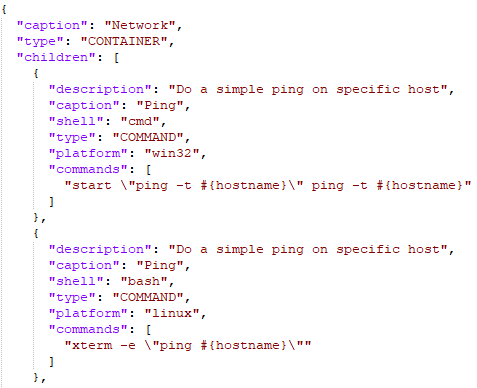 {
  "caption": "Network",
  "type": "CONTAINER",
  "children": [
    {
      "description": "Do a simple ping on specific host",
      "caption": "Ping",
      "shell": "cmd",
      "type": "COMMAND",
      "platform": "win32",
      "commands": [
        "start \"ping -t #{hostname}\" ping -t #{hostname}"
      ]
    },
    {
      "description": "Do a simple ping on specific host",
      "caption": "Ping",
      "shell": "bash",
      "type": "COMMAND",
      "platform": "linux",
      "commands": [
        "xterm -e \"ping #{hostname}\""
      ]
    },